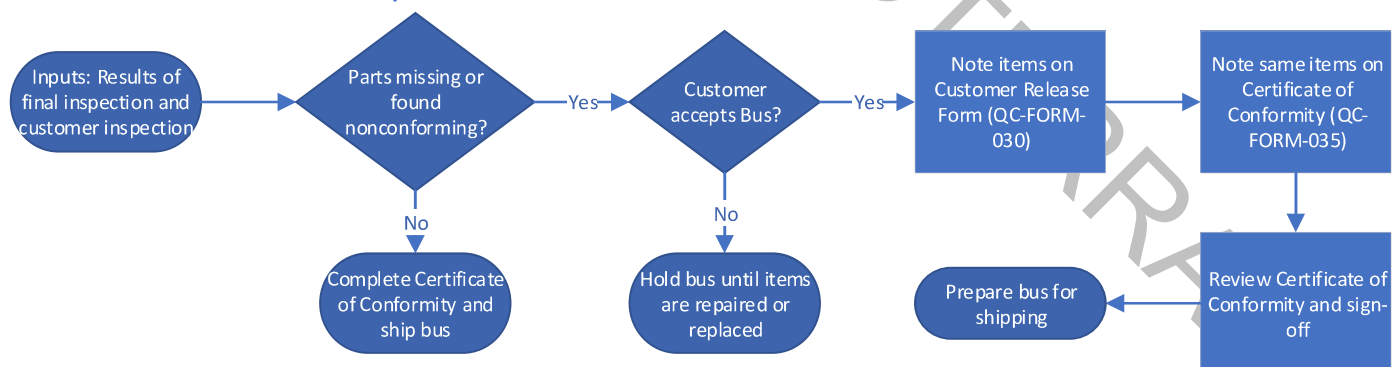 Inputs: Results of
final inspection and
customer inspection
Parts missing or
found
nonconforming?
Yes
Customer
accepts Bus?
Yes
Note items on
Customer Release
Form (QC-FORM-
030)
Note same items on
Certificate of
Conformity (QC-
FORM-035)
No
No
Complete Certificate
of Conformity and
ship bus
Hold bus until items
are repaired or
replaced
Prepare bus for
shipping
Review Certificate of
Conformity and sign-
off